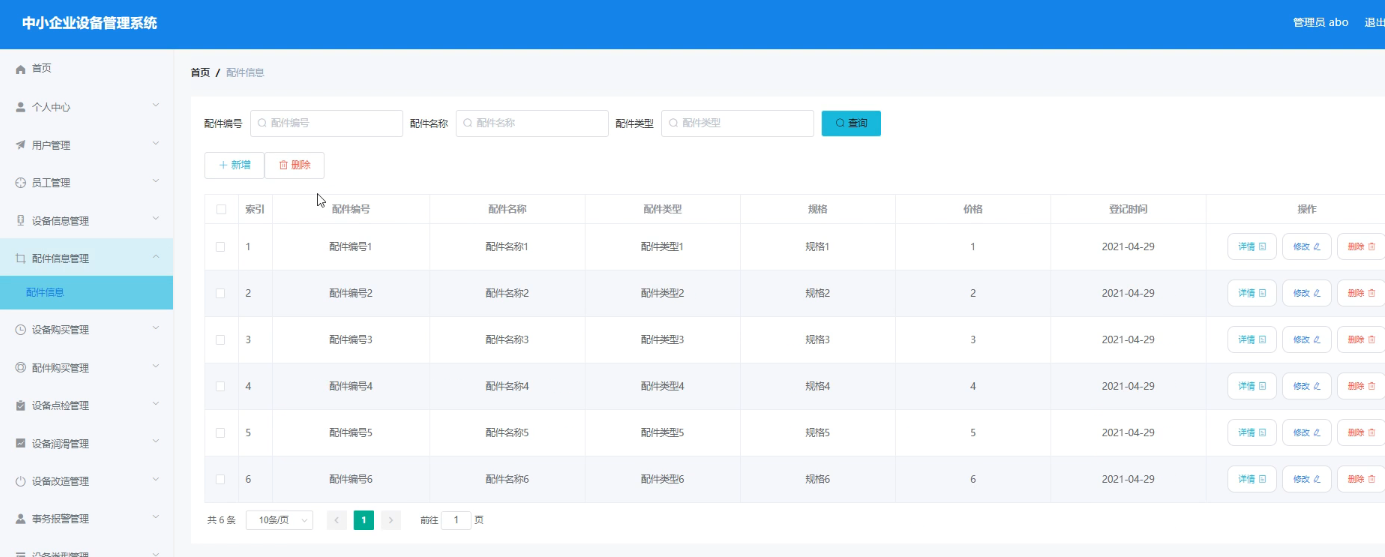 中小企业设备管理系统
管理员 abo 退出
首页
个人中心
用户管理
员工管理
设备信息管理
配件信息管理
配件信息
设备购买管理
配件购买管理
设备点检管理
设备润滑管理
设备改造管理
事务报警管理
设备类型管理
首页 / 配件信息
配件编号 配件编号 配件名称 配件名称 配件类型 配件类型 查询
新增 删除
索引 配件编号 配件名称 配件类型 规格 价格 登记时间 操作
1 配件编号1 配件名称1 配件类型1 规格1 1 2021-04-29 详情 修改 删除
2 配件编号2 配件名称2 配件类型2 规格2 2 2021-04-29 详情 修改 删除
3 配件编号3 配件名称3 配件类型3 规格3 3 2021-04-29 详情 修改 删除
4 配件编号4 配件名称4 配件类型4 规格4 4 2021-04-29 详情 修改 删除
5 配件编号5 配件名称5 配件类型5 规格5 5 2021-04-29 详情 修改 删除
6 配件编号6 配件名称6 配件类型6 规格6 6 2021-04-29 详情 修改 删除
共 6 条 10条/页 1 前往 1 页